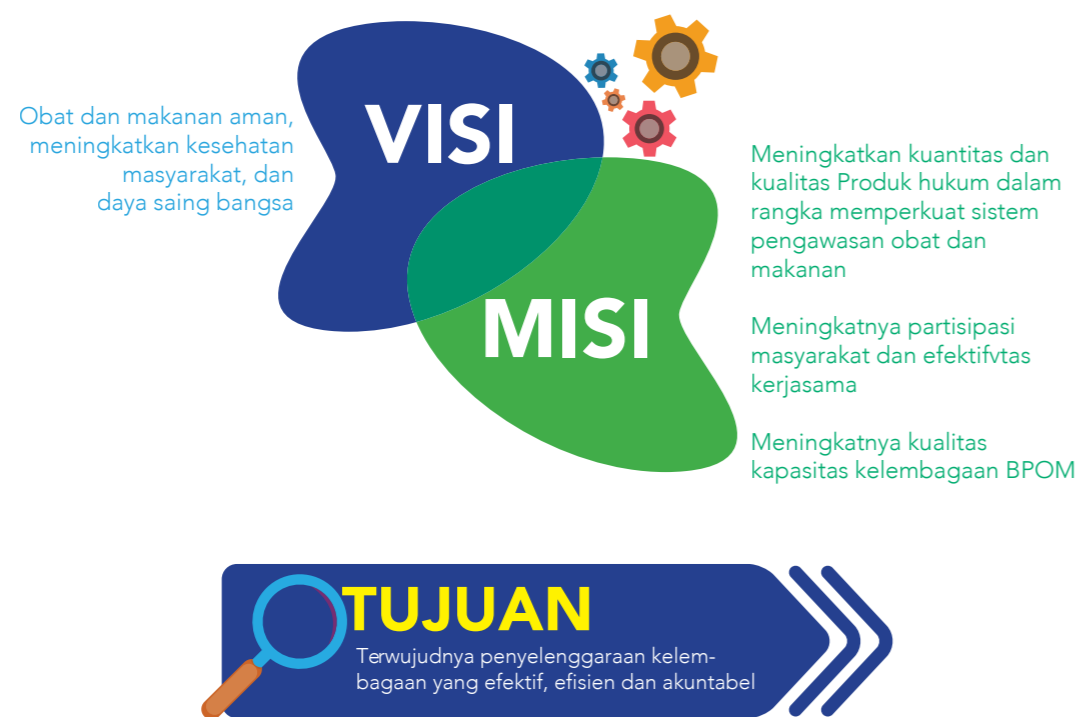 VISI
Obat dan makanan aman,
meningkatkan kesehatan
masyarakat, dan
daya saing bangsa
MISI
Meningkatkan kuantitas dan
kualitas Produk hukum dalam
rangka memperkuat sistem
pengawasan obat dan
makanan
Meningkatnya partisipasi
masyarakat dan efektifvtas
kerjasama
Meningkatnya kualitas
kapasitas kelembagaan BPOM
TUJUAN
Terwujudnya penyelenggaraan kelem-
bagaan yang efektif, efisien dan akuntabel